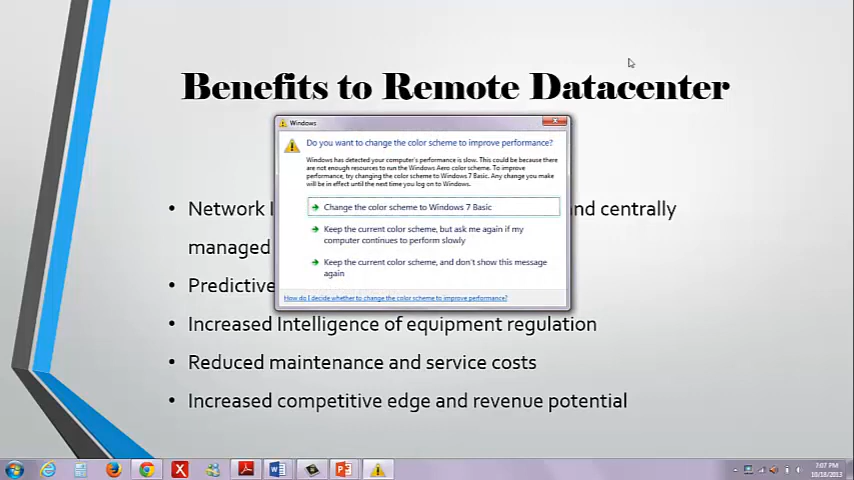 Benefits to Remote Datacenter
Windows
Do you want to change the color scheme to improve performance?
Windows has detected your computer's performance is slow. This could be because there
are not enough resources to run the Windows Aero color scheme. To improve
performance, try changing the color scheme to Windows 7 Basic. Any change you make
will be in effect until the next time you log on to Windows.
Change the color scheme to Windows 7 Basic
Keep the current color scheme, but ask me again if my
computer continues to perform slowly
Keep the current color scheme, and don't show this message
again
How do I decide whether to change the color scheme to improve performance?
• Network and centrally
managed
• Predictive
• Increased Intelligence of equipment regulation
• Reduced maintenance and service costs
• Increased competitive edge and revenue potential
7:07 PM
10/18/2013